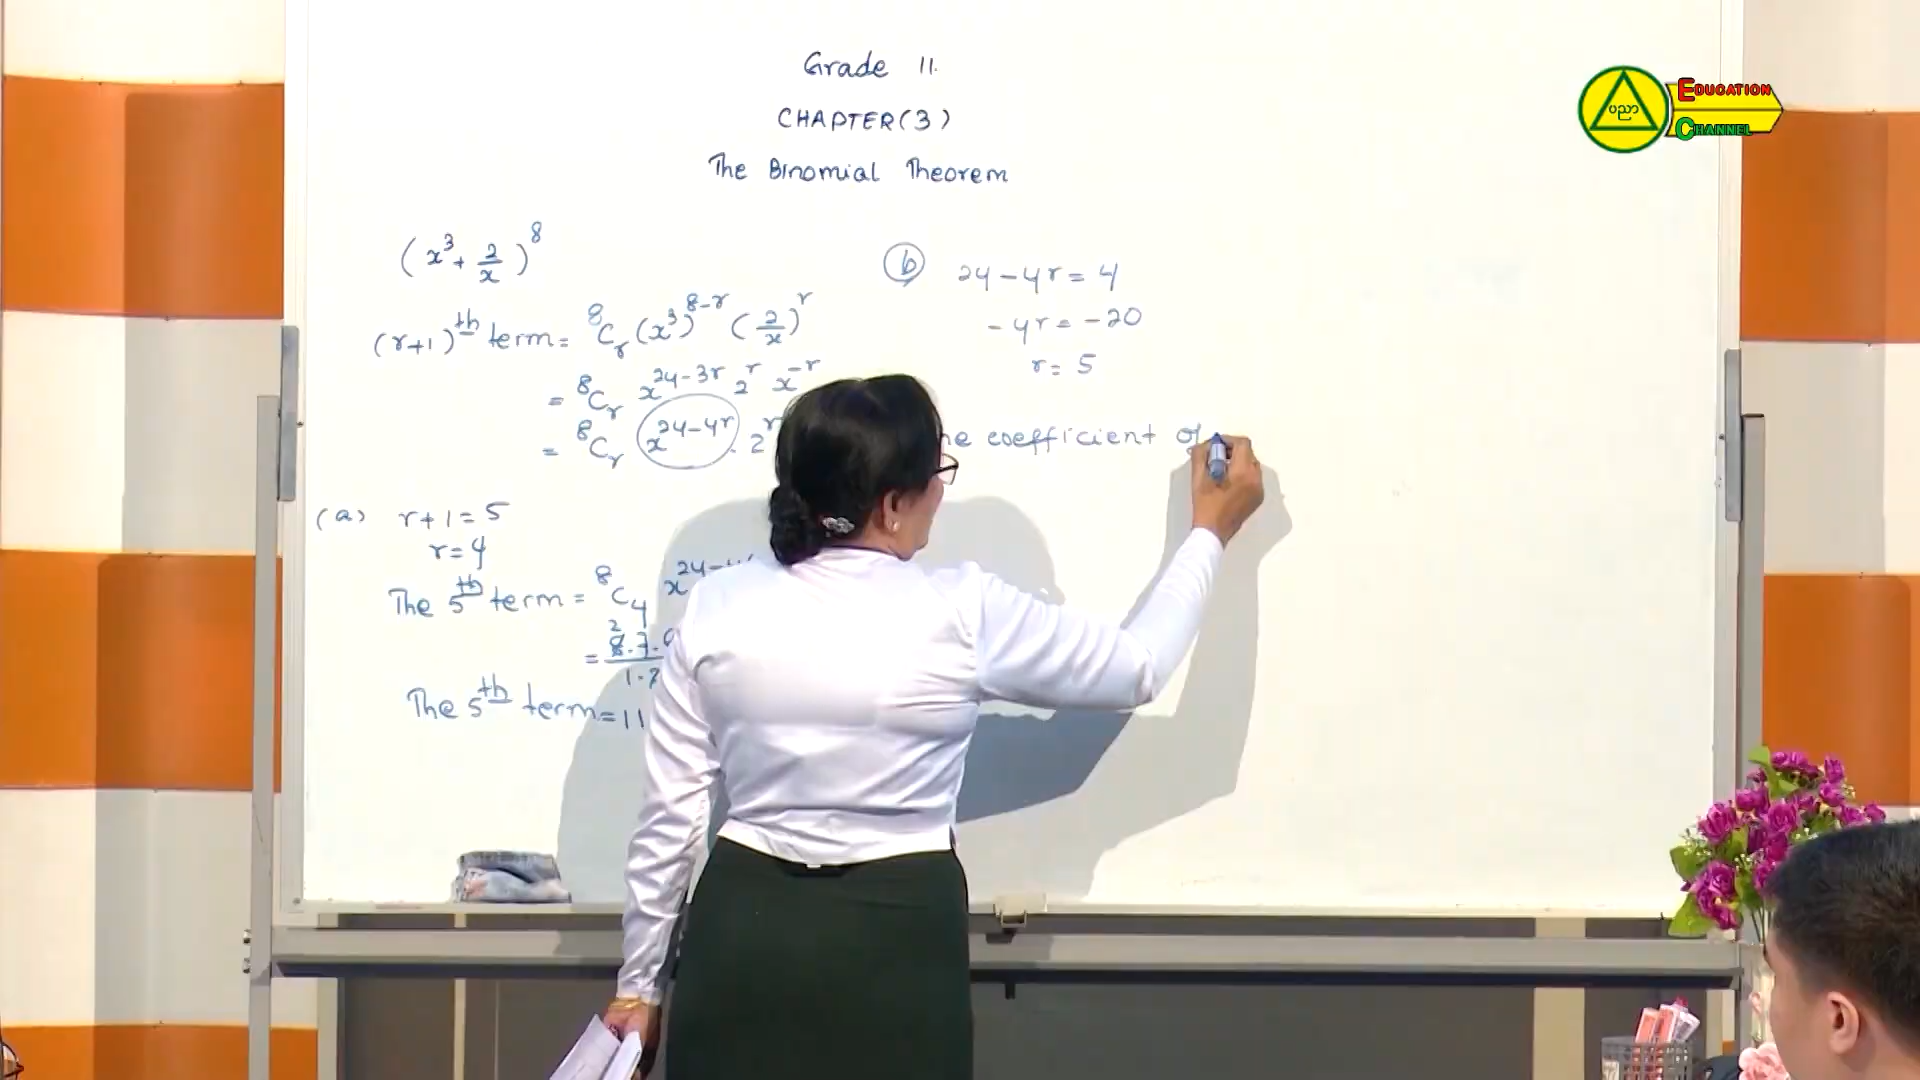 Grade 11.
CHAPTER (3)
The Binomial Theorem
(x³ + 2/x)⁸
(r+1)th term = ⁸Cᵣ (x³)⁸⁻ʳ (2/x)ʳ
= ⁸Cᵣ x²⁴⁻³ʳ 2ʳ x⁻ʳ
= ⁸Cᵣ x²⁴⁻⁴ʳ . 2ʳ
(a) r+1 = 5
r = 4
The 5th term = ⁸C₄ x
The 5th term = 11
(b) 24-4r = 4
-4r = -20
r = 5
coefficient of
ပညာ
EDUCATION
CHANNEL